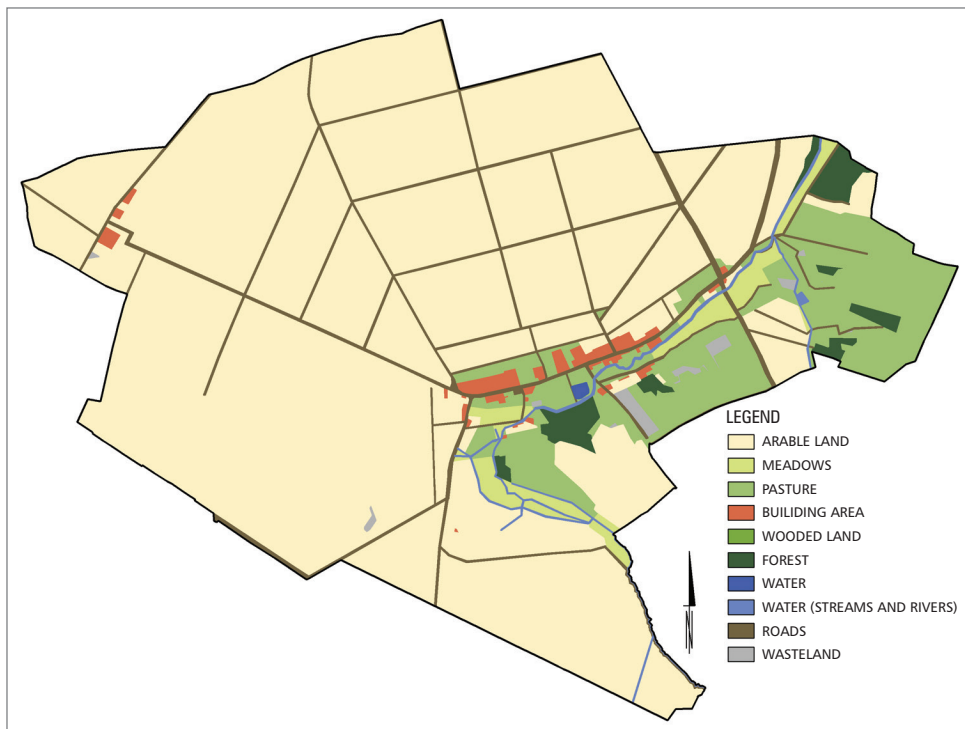 LEGEND
ARABLE LAND
MEADOWS
PASTURE
BUILIDING AREA
WOODED LAND
FOREST
WATER
WATER (STREAMS AND RIVERS)
ROADS
WASTELAND
N